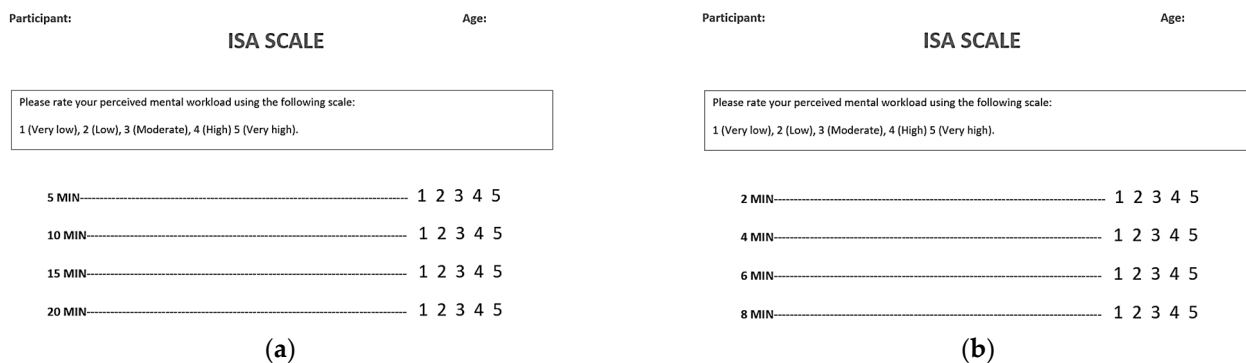 Participant: Age:
ISA SCALE
Please rate your perceived mental workload using the following scale:
1 (Very low), 2 (Low), 3 (Moderate), 4 (High) 5 (Very high).
5 MIN---------------------------------------------------------------------------------- 1 2 3 4 5
10 MIN-------------------------------------------------------------------------------- 1 2 3 4 5
15 MIN-------------------------------------------------------------------------------- 1 2 3 4 5
20 MIN-------------------------------------------------------------------------------- 1 2 3 4 5
(a)
Participant: Age:
ISA SCALE
Please rate your perceived mental workload using the following scale:
1 (Very low), 2 (Low), 3 (Moderate), 4 (High) 5 (Very high).
2 MIN---------------------------------------------------------------------------------- 1 2 3 4 5
4 MIN--------------------------------------------------------------------------------- 1 2 3 4 5
6 MIN--------------------------------------------------------------------------------- 1 2 3 4 5
8 MIN--------------------------------------------------------------------------------- 1 2 3 4 5
(b)